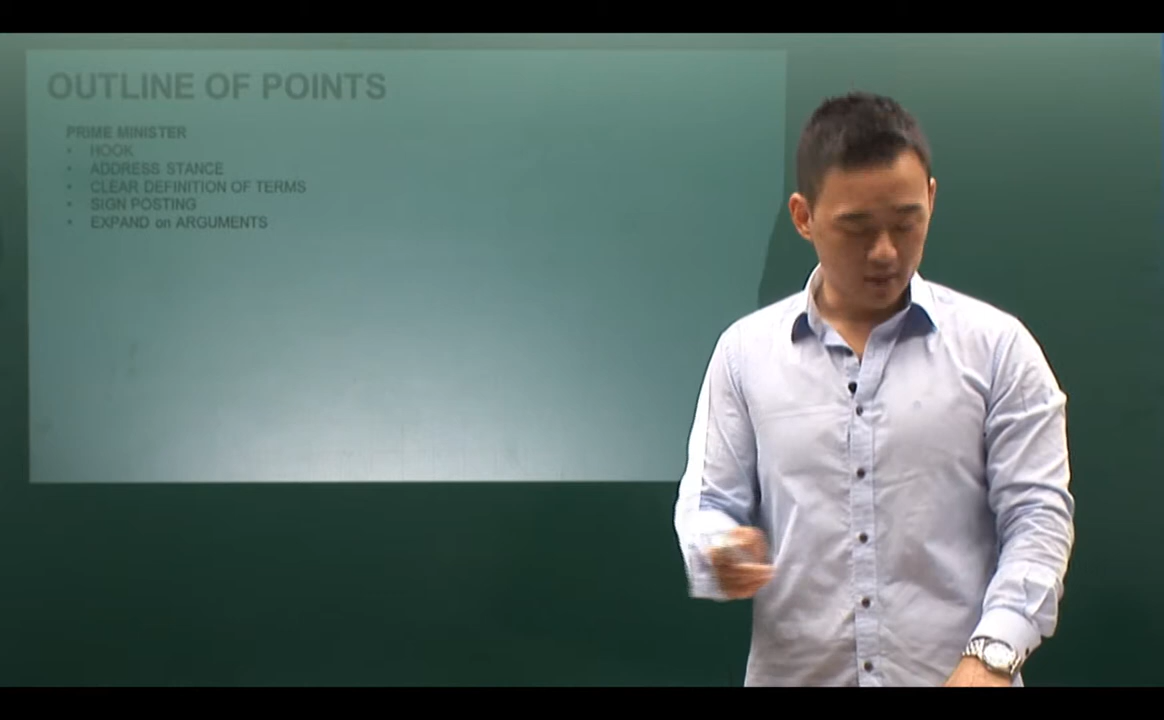 OUTLINE OF POINTS
PRIME MINISTER
• HOOK
• ADDRESS STANCE
• CLEAR DEFINITION OF TERMS
• SIGN POSTING
• EXPAND on ARGUMENTS